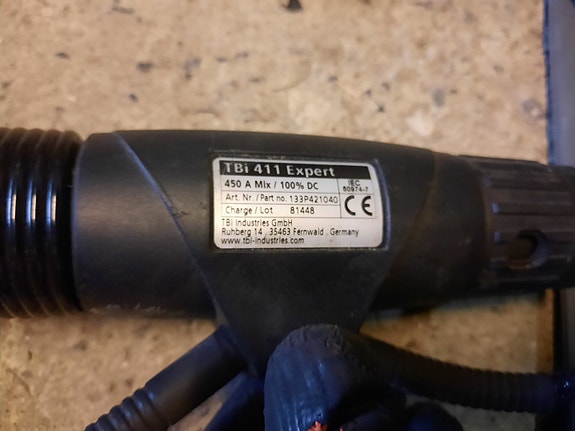 TBi 411 Expert
450 A Mix / 100% DC
IEC
60974-7
Art. Nr. / Part no. 133P421040
Charge / Lot 81448
CE
TBi Industries GmbH
Ruhberg 14 . 35463 Fernwald . Germany
www.tbi-industries.com